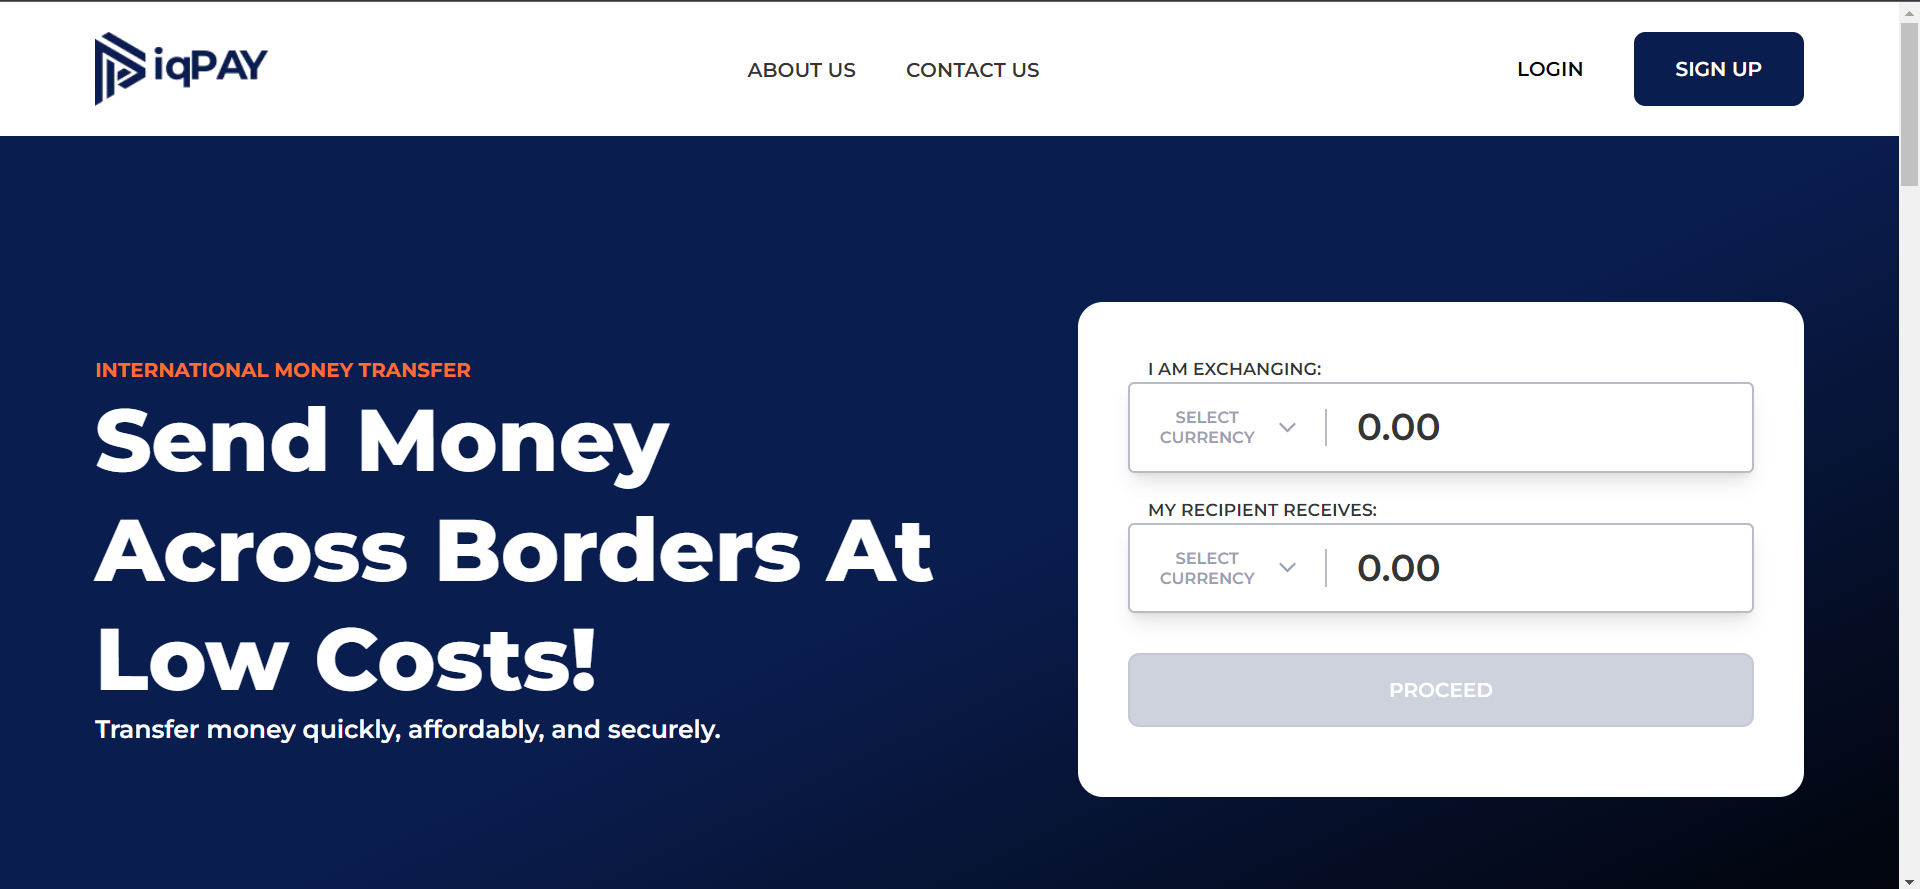 iqPAY
ABOUT US
CONTACT US
LOGIN
SIGN UP
INTERNATIONAL MONEY TRANSFER
Send Money
Across Borders At
Low Costs!
Transfer money quickly, affordably, and securely.
I AM EXCHANGING:
SELECT
CURRENCY
0.00
MY RECIPIENT RECEIVES:
SELECT
CURRENCY
0.00
PROCEED